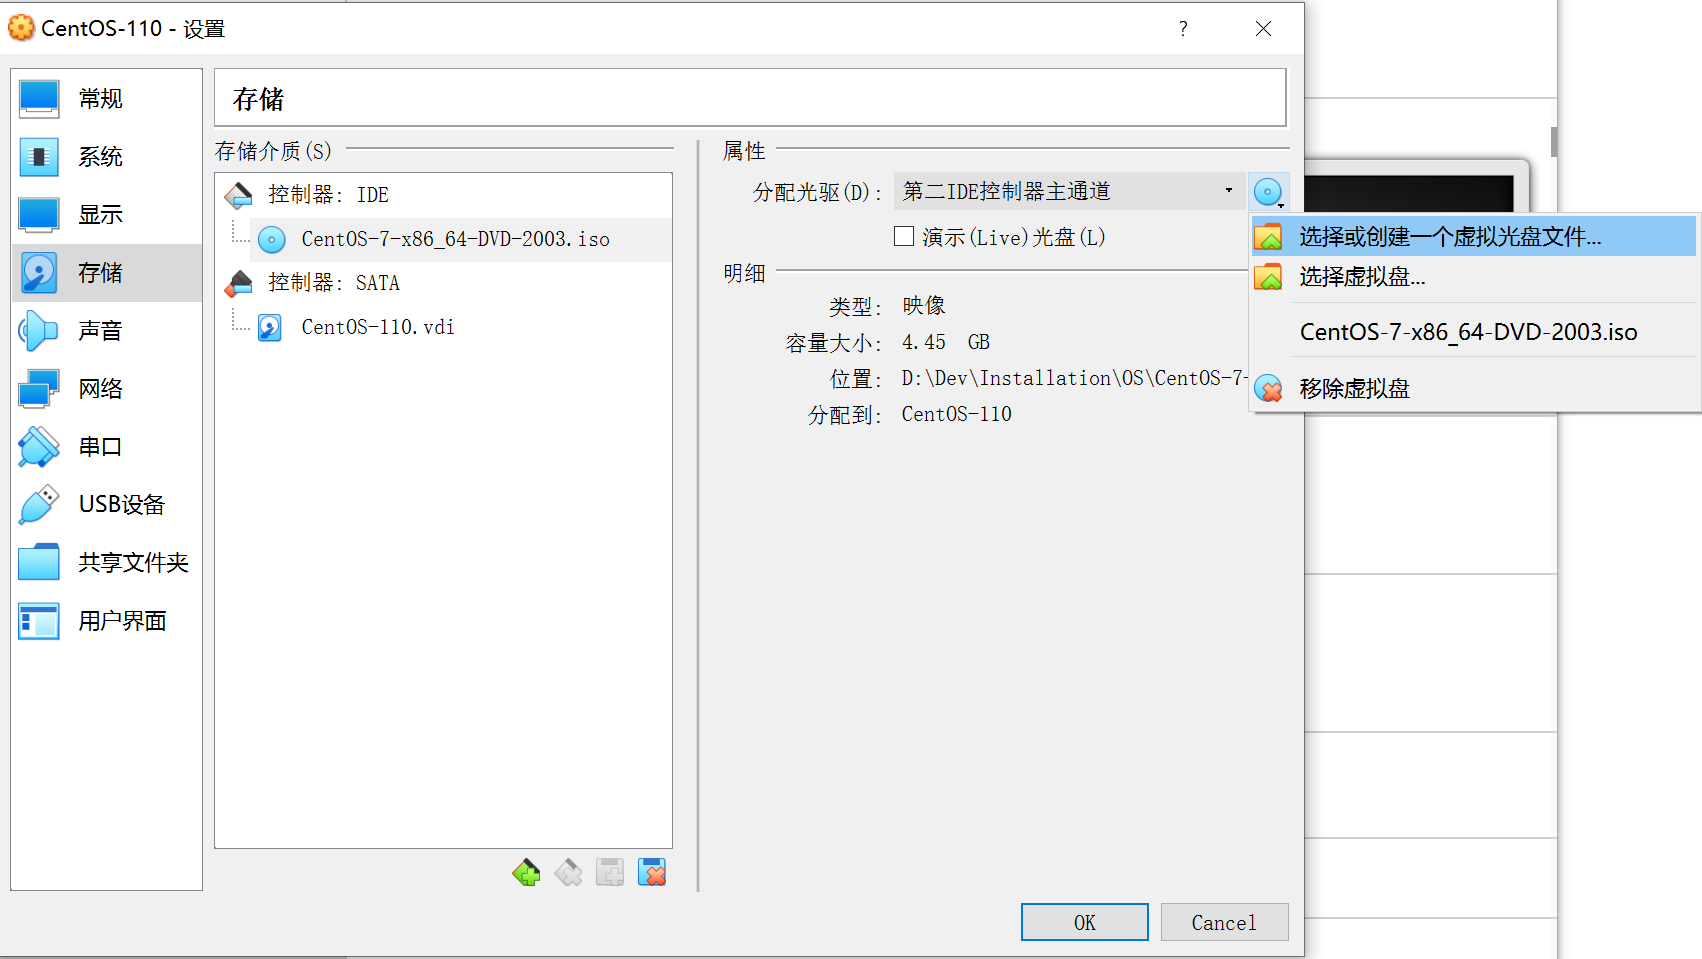 CentOS-110 - 设置
?
常规
系统
显示
存储
声音
网络
串口
USB设备
共享文件夹
用户界面
存储
存储介质(S)
控制器: IDE
CentOS-7-x86_64-DVD-2003.iso
控制器: SATA
CentOS-110.vdi
属性
分配光驱(D): 第二IDE控制器主通道
演示(Live)光盘(L)
明细
类型: 映像
容量大小: 4.45 GB
位置: D:\Dev\Installation\OS\CentOS-7-
分配到: CentOS-110
选择或创建一个虚拟光盘文件...
选择虚拟盘...
CentOS-7-x86_64-DVD-2003.iso
移除虚拟盘
OK
Cancel